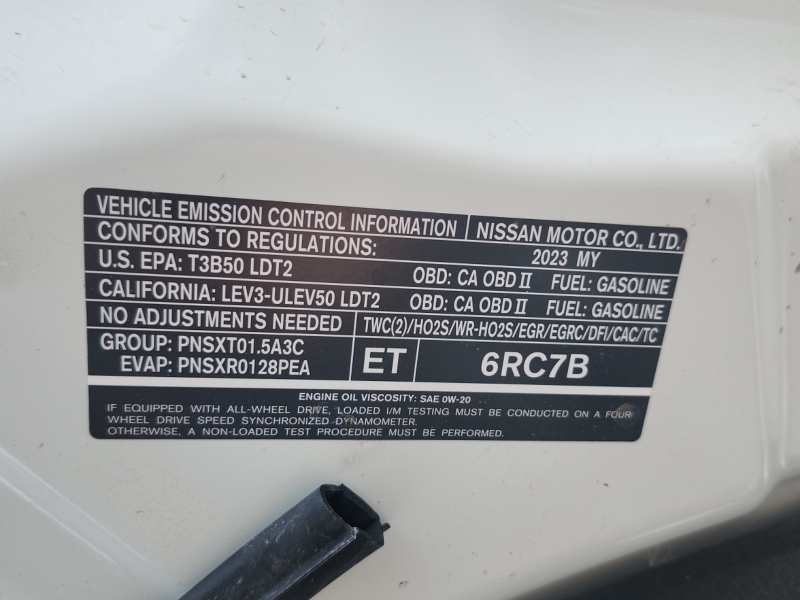 VEHICLE EMISSION CONTROL INFORMATION NISSAN MOTOR CO., LTD.
CONFORMS TO REGULATIONS: 2023 MY
U.S. EPA: T3B50 LDT2 OBD: CA OBD II FUEL: GASOLINE
CALIFORNIA: LEV3-ULEV50 LDT2 OBD: CA OBD II FUEL: GASOLINE
NO ADJUSTMENTS NEEDED TWC(2)/HO2S/WR-HO2S/EGR/EGRC/DFI/CAC/TC
GROUP: PNSXT01.5A3C
EVAP: PNSXR0128PEA
ET 6RC7B
ENGINE OIL VISCOSITY: SAE 0W-20
IF EQUIPPED WITH ALL-WHEEL DRIVE, LOADED I/M TESTING MUST BE CONDUCTED ON A FOUR
WHEEL DRIVE SPEED SYNCHRONIZED DYNAMOMETER.
OTHERWISE, A NON-LOADED TEST PROCEDURE MUST BE PERFORMED.